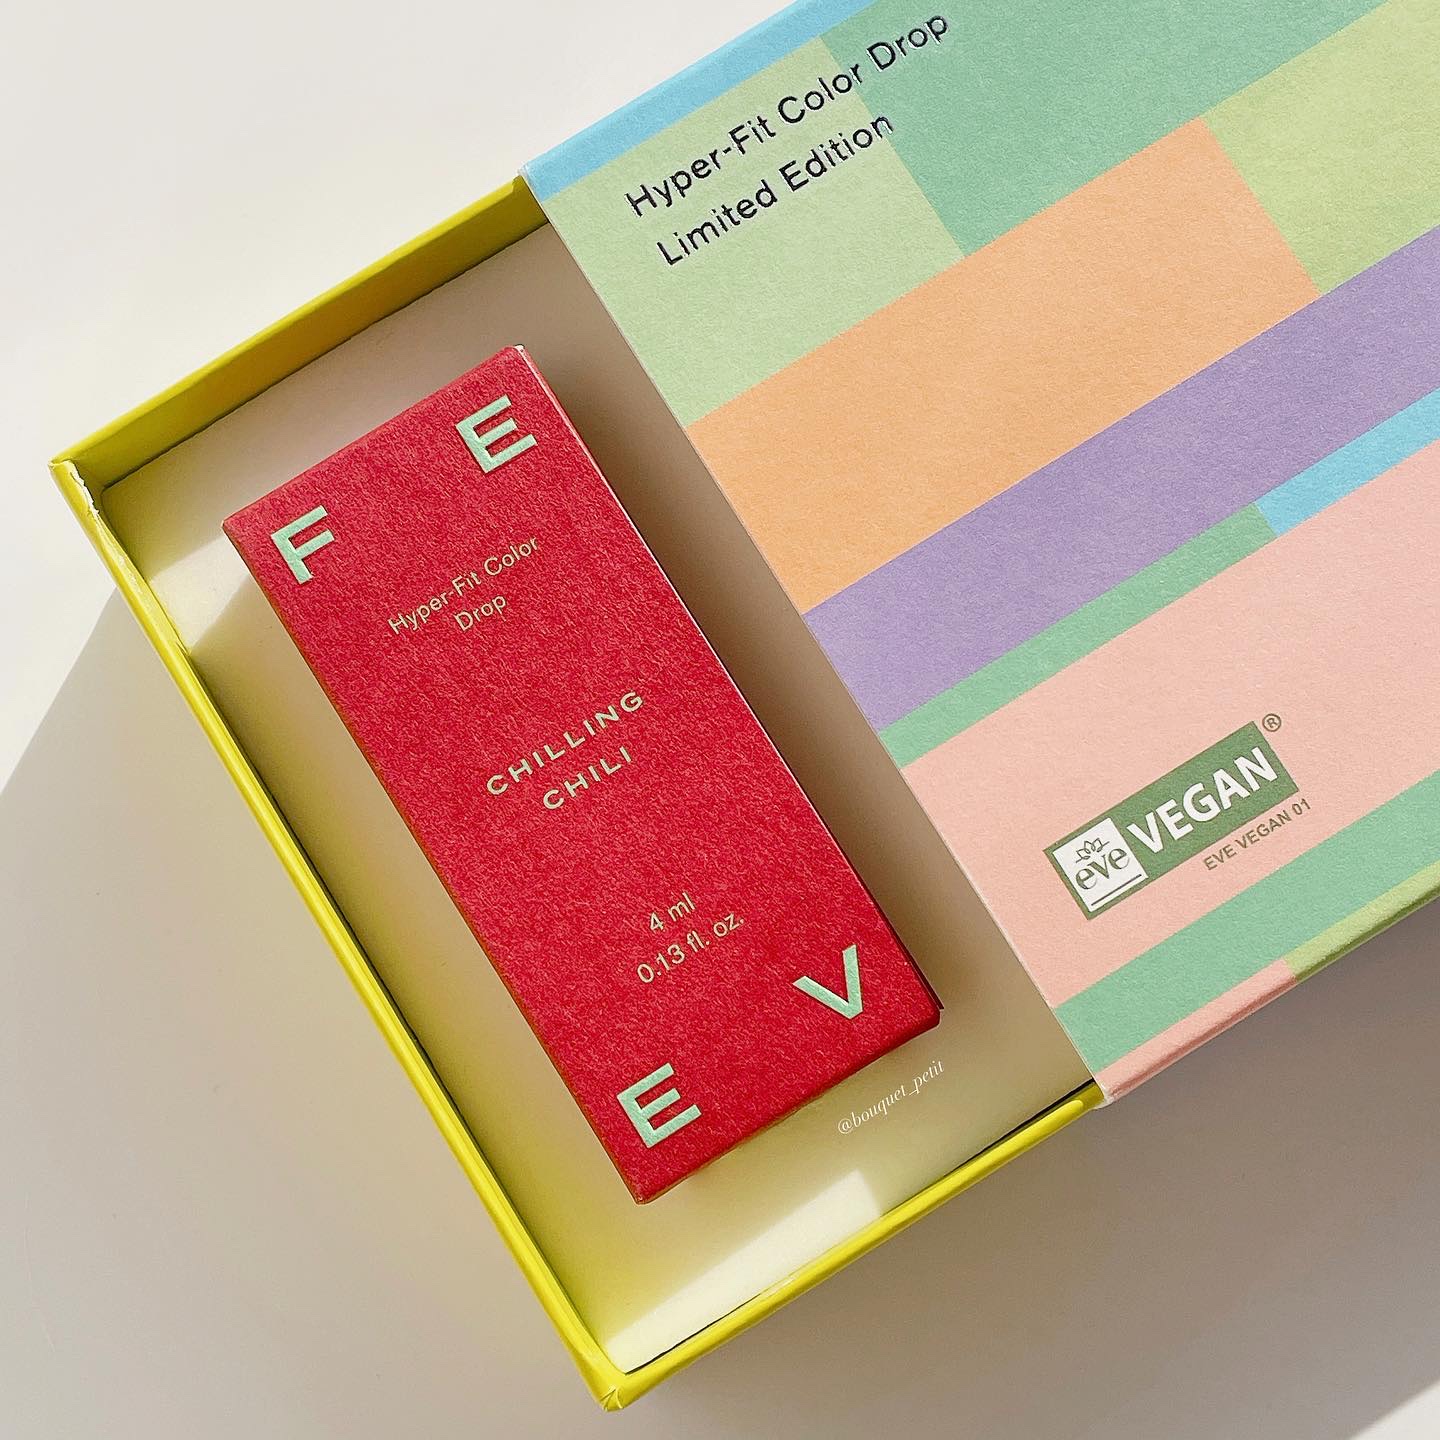 Hyper-Fit Color Drop
Limited Edition
F E
Hyper-Fit Color
Drop
CHILLING
CHILI
4 ml
0.13 fl. oz.
E V
eve VEGAN®
EVE VEGAN 01
@bouquet_petit